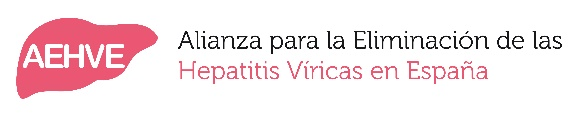 AEHVE
Alianza para la Eliminación de las
Hepatitis Víricas en España